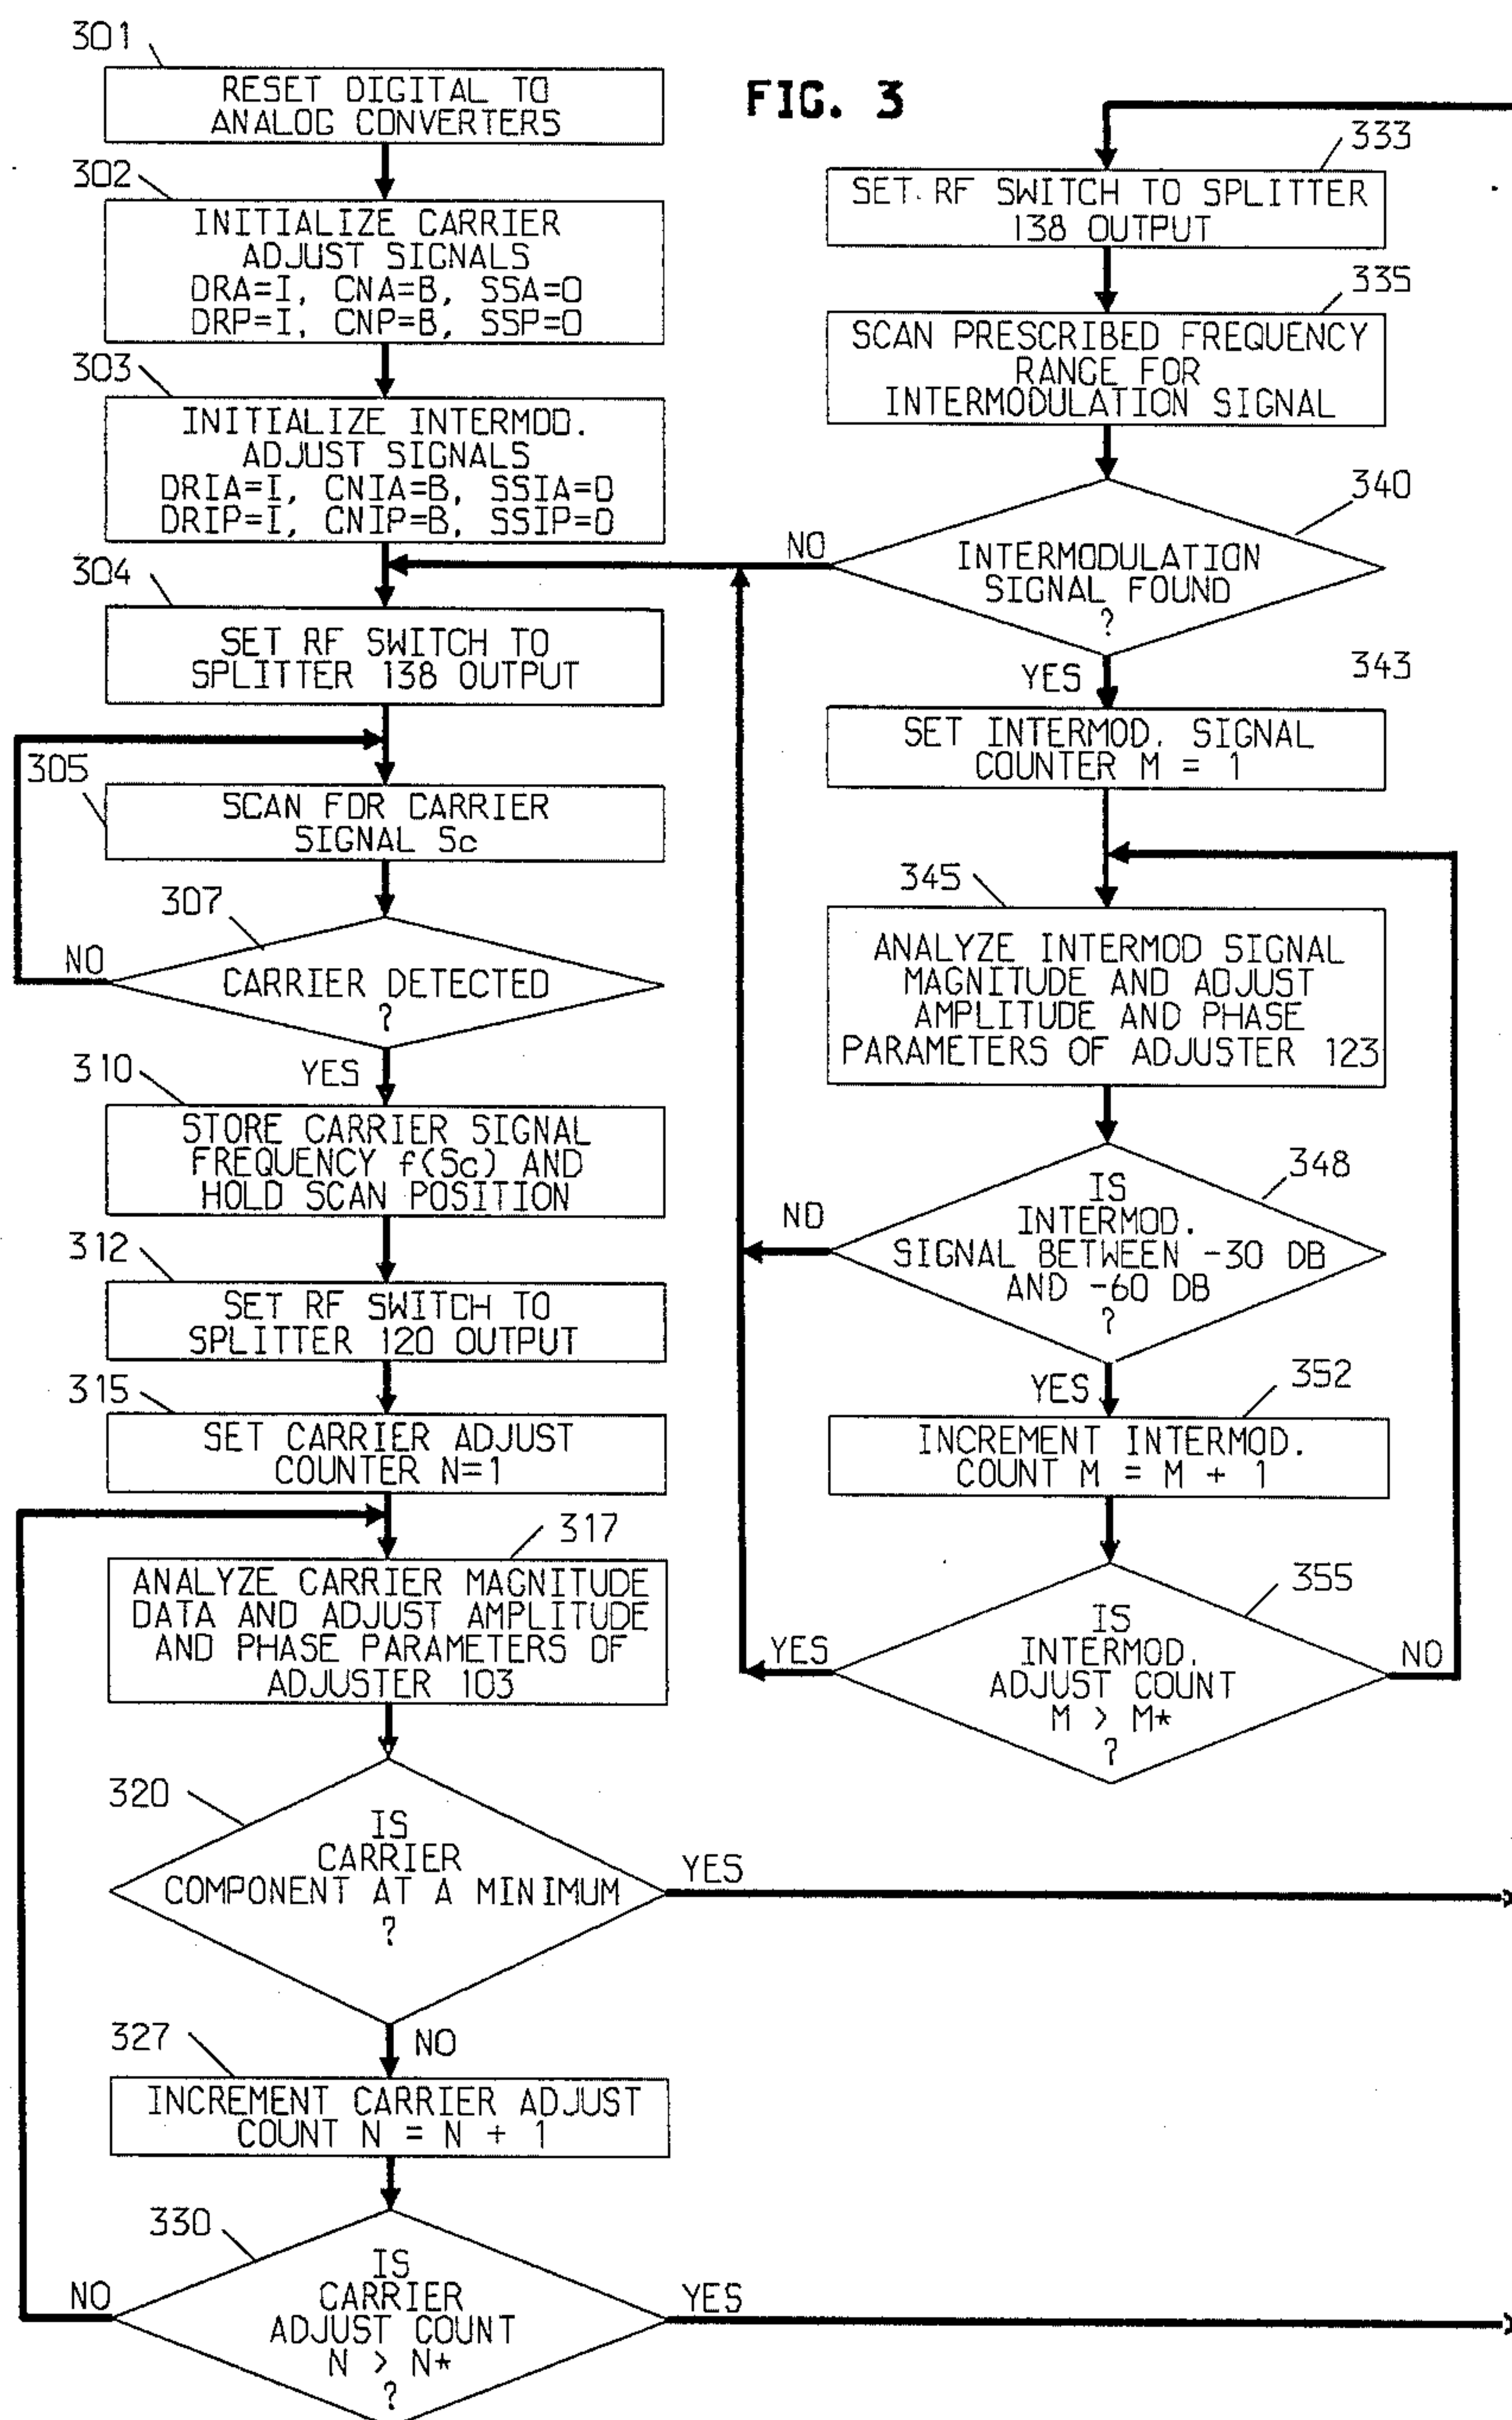 FIG. 3
301
RESET DIGITAL TO
ANALOG CONVERTERS
302
INITIALIZE CARRIER
ADJUST SIGNALS
DRA=I, CNA=B, SSA=0
DRP=I, CNP=B, SSP=0
303
INITIALIZE INTERMOD.
ADJUST SIGNALS
DRIA=I, CNIA=B, SSIA=0
DRIP=I, CNIP=B, SSIP=0
304
SET RF SWITCH TO
SPLITTER 138 OUTPUT
305
SCAN FOR CARRIER
SIGNAL Sc
307
NO
CARRIER DETECTED
?
YES
310
STORE CARRIER SIGNAL
FREQUENCY f(Sc) AND
HOLD SCAN POSITION
312
SET RF SWITCH TO
SPLITTER 120 OUTPUT
315
SET CARRIER ADJUST
COUNTER N=1
317
ANALYZE CARRIER MAGNITUDE
DATA AND ADJUST AMPLITUDE
AND PHASE PARAMETERS OF
ADJUSTER 103
320
IS
CARRIER
COMPONENT AT A MINIMUM
?
YES
NO
327
INCREMENT CARRIER ADJUST
COUNT N = N + 1
330
NO
IS
CARRIER
ADJUST COUNT
N > N*
?
YES
333
SET RF SWITCH TO SPLITTER
138 OUTPUT
335
SCAN PRESCRIBED FREQUENCY
RANGE FOR
INTERMODULATION SIGNAL
340
NO
INTERMODULATION
SIGNAL FOUND
?
YES
343
SET INTERMOD. SIGNAL
COUNTER M = 1
345
ANALYZE INTERMOD SIGNAL
MAGNITUDE AND ADJUST
AMPLITUDE AND PHASE
PARAMETERS OF ADJUSTER 123
348
NO
IS
INTERMOD.
SIGNAL BETWEEN -30 DB
AND -60 DB
?
YES
352
INCREMENT INTERMOD.
COUNT M = M + 1
355
YES
IS
INTERMOD.
ADJUST COUNT
M > M*
?
NO